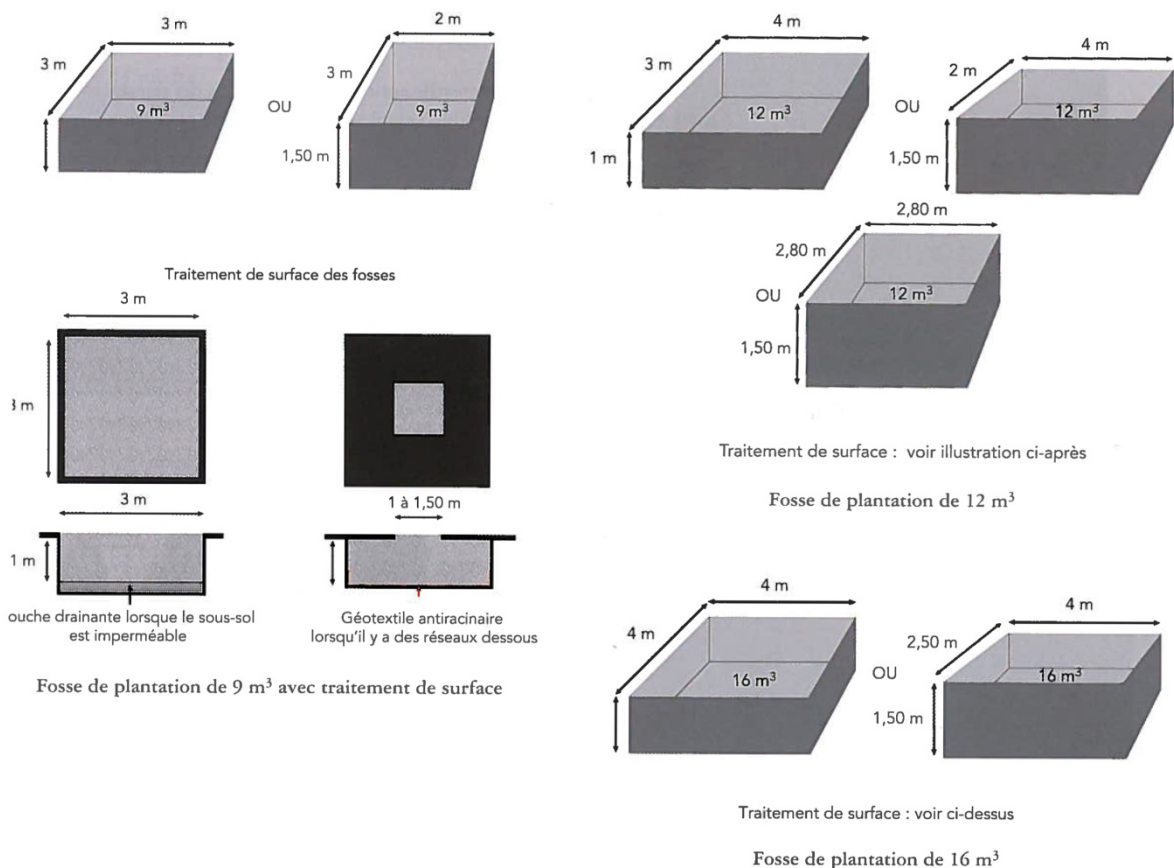 3 m
3 m
9 m³
OU
2 m
3 m
9 m³
1,50 m
Traitement de surface des fosses
3 m
3 m
1 à 1,50 m
1 m
ouche drainante lorsque le sous-sol
est imperméable
Géotextile antiracinaire
lorsqu'il y a des réseaux dessous
Fosse de plantation de 9 m³ avec traitement de surface
4 m
3 m
12 m³
1 m
OU
4 m
2 m
12 m³
1,50 m
OU
2,80 m
2,80 m
12 m³
1,50 m
Traitement de surface : voir illustration ci-après
Fosse de plantation de 12 m³
4 m
4 m
16 m³
OU
4 m
2,50 m
16 m³
1,50 m
Traitement de surface : voir ci-dessus
Fosse de plantation de 16 m³